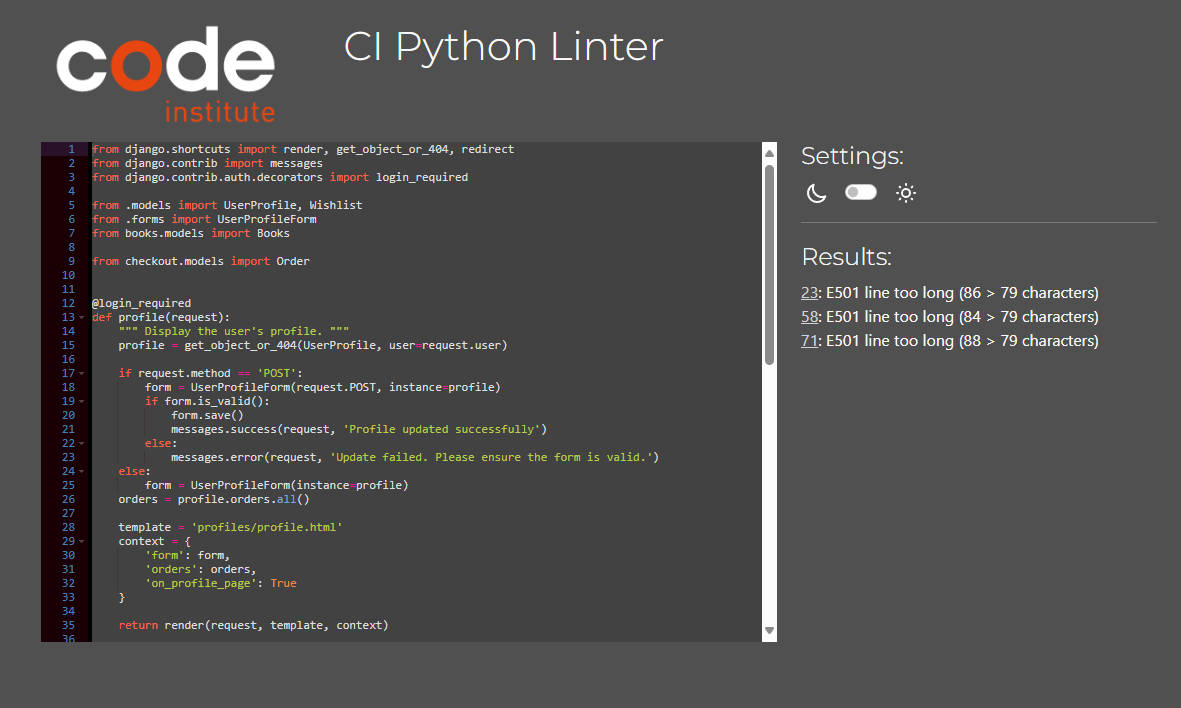 code
institute
CI Python Linter
1 from django.shortcuts import render, get_object_or_404, redirect
2 from django.contrib import messages
3 from django.contrib.auth.decorators import login_required
4
5 from .models import UserProfile, Wishlist
6 from .forms import UserProfileForm
7 from books.models import Books
8
9 from checkout.models import Order
10
11
12 @login_required
13 def profile(request):
14     """ Display the user's profile. """
15     profile = get_object_or_404(UserProfile, user=request.user)
16
17     if request.method == 'POST':
18         form = UserProfileForm(request.POST, instance=profile)
19         if form.is_valid():
20             form.save()
21             messages.success(request, 'Profile updated successfully')
22         else:
23             messages.error(request, 'Update failed. Please ensure the form is valid.')
24     else:
25         form = UserProfileForm(instance=profile)
26     orders = profile.orders.all()
27
28     template = 'profiles/profile.html'
29     context = {
30         'form': form,
31         'orders': orders,
32         'on_profile_page': True
33     }
34
35     return render(request, template, context)
36
Settings:
Results:
23: E501 line too long (86 > 79 characters)
58: E501 line too long (84 > 79 characters)
71: E501 line too long (88 > 79 characters)